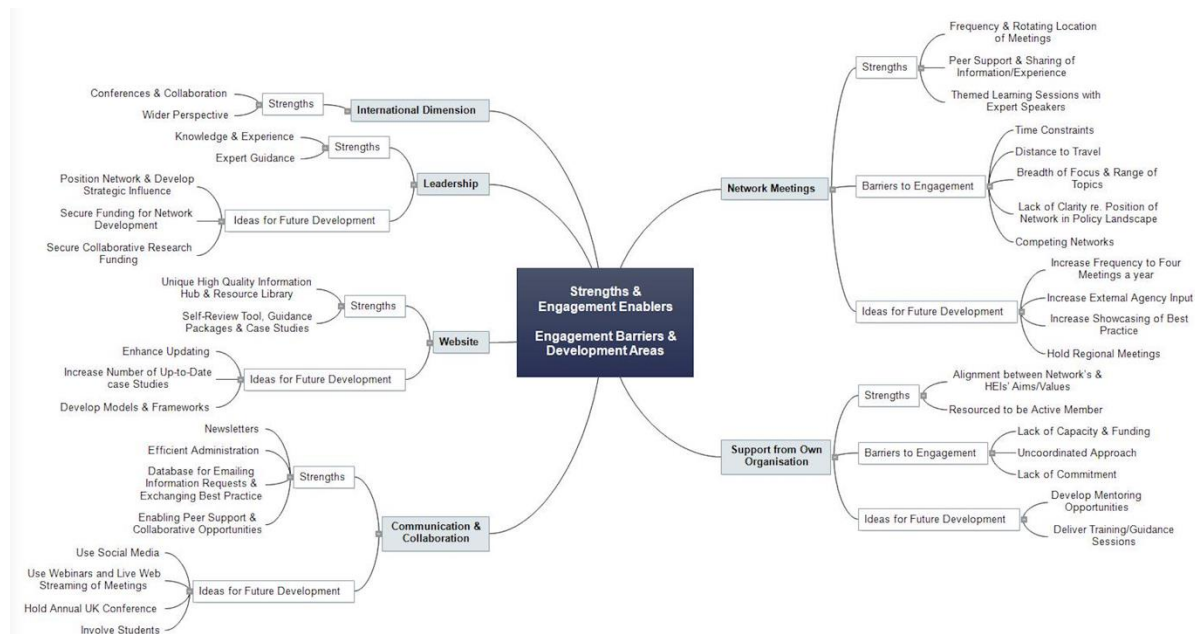 Strengths &
Engagement Enablers
Engagement Barriers &
Development Areas
International Dimension
Strengths
Conferences & Collaboration
Wider Perspective
Leadership
Strengths
Knowledge & Experience
Expert Guidance
Ideas for Future Development
Position Network & Develop
Strategic Influence
Secure Funding for Network
Development
Secure Collaborative Research
Funding
Website
Strengths
Unique High Quality Information
Hub & Resource Library
Self-Review Tool, Guidance
Packages & Case Studies
Ideas for Future Development
Enhance Updating
Increase Number of Up-to-Date
case Studies
Develop Models & Frameworks
Communication &
Collaboration
Strengths
Newsletters
Efficient Administration
Database for Emailing
Information Requests &
Exchanging Best Practice
Enabling Peer Support &
Collaborative Opportunities
Ideas for Future Development
Use Social Media
Use Webinars and Live Web
Streaming of Meetings
Hold Annual UK Conference
Involve Students
Network Meetings
Strengths
Frequency & Rotating Location
of Meetings
Peer Support & Sharing of
Information/Experience
Themed Learning Sessions with
Expert Speakers
Barriers to Engagement
Time Constraints
Distance to Travel
Breadth of Focus & Range of
Topics
Lack of Clarity re. Position of
Network in Policy Landscape
Competing Networks
Ideas for Future Development
Increase Frequency to Four
Meetings a year
Increase External Agency Input
Increase Showcasing of Best
Practice
Hold Regional Meetings
Support from Own
Organisation
Strengths
Alignment between Network's &
HEIs' Aims/Values
Resourced to be Active Member
Barriers to Engagement
Lack of Capacity & Funding
Uncoordinated Approach
Lack of Commitment
Ideas for Future Development
Develop Mentoring
Opportunities
Deliver Training/Guidance
Sessions